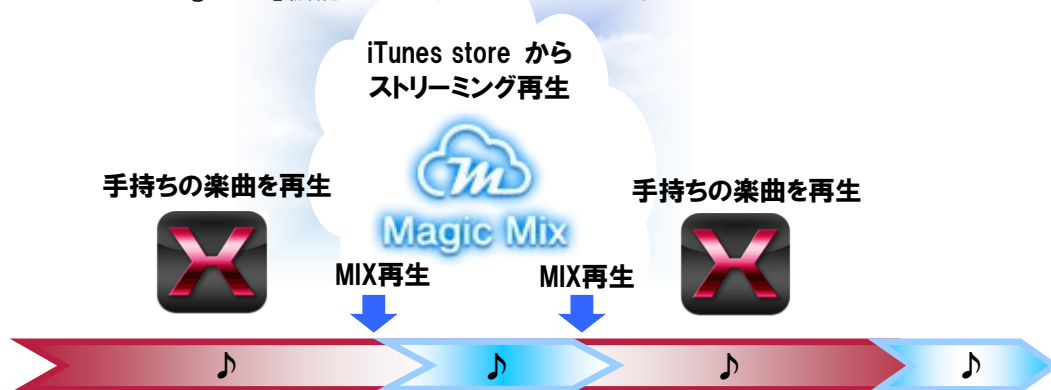 iTunes store から
ストリーミング再生
手持ちの楽曲を再生
Magic Mix
手持ちの楽曲を再生
MIX再生
MIX再生
♪ ♪ ♪ ♪